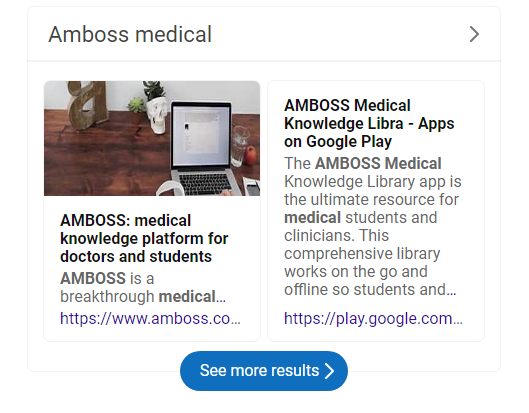 Amboss medical
AMBOSS: medical
knowledge platform for
doctors and students
AMBOSS is a
breakthrough medical...
https://www.amboss.co...
AMBOSS Medical
Knowledge Libra - Apps
on Google Play
The AMBOSS Medical
Knowledge Library app is
the ultimate resource for
medical students and
clinicians. This
comprehensive library
works on the go and
offline so students and...
https://play.google.com...
See more results